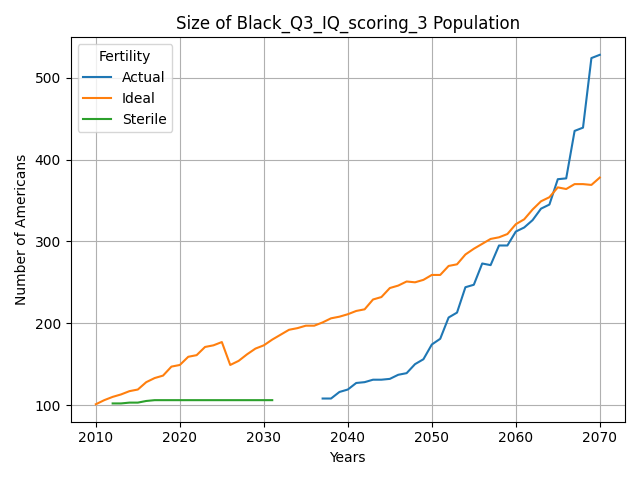 Size of Black_Q3_IQ_scoring_3 Population
Fertility
Actual
Ideal
Sterile
Number of Americans
500
400
300
200
100
2010 2020 2030 2040 2050 2060 2070
Years